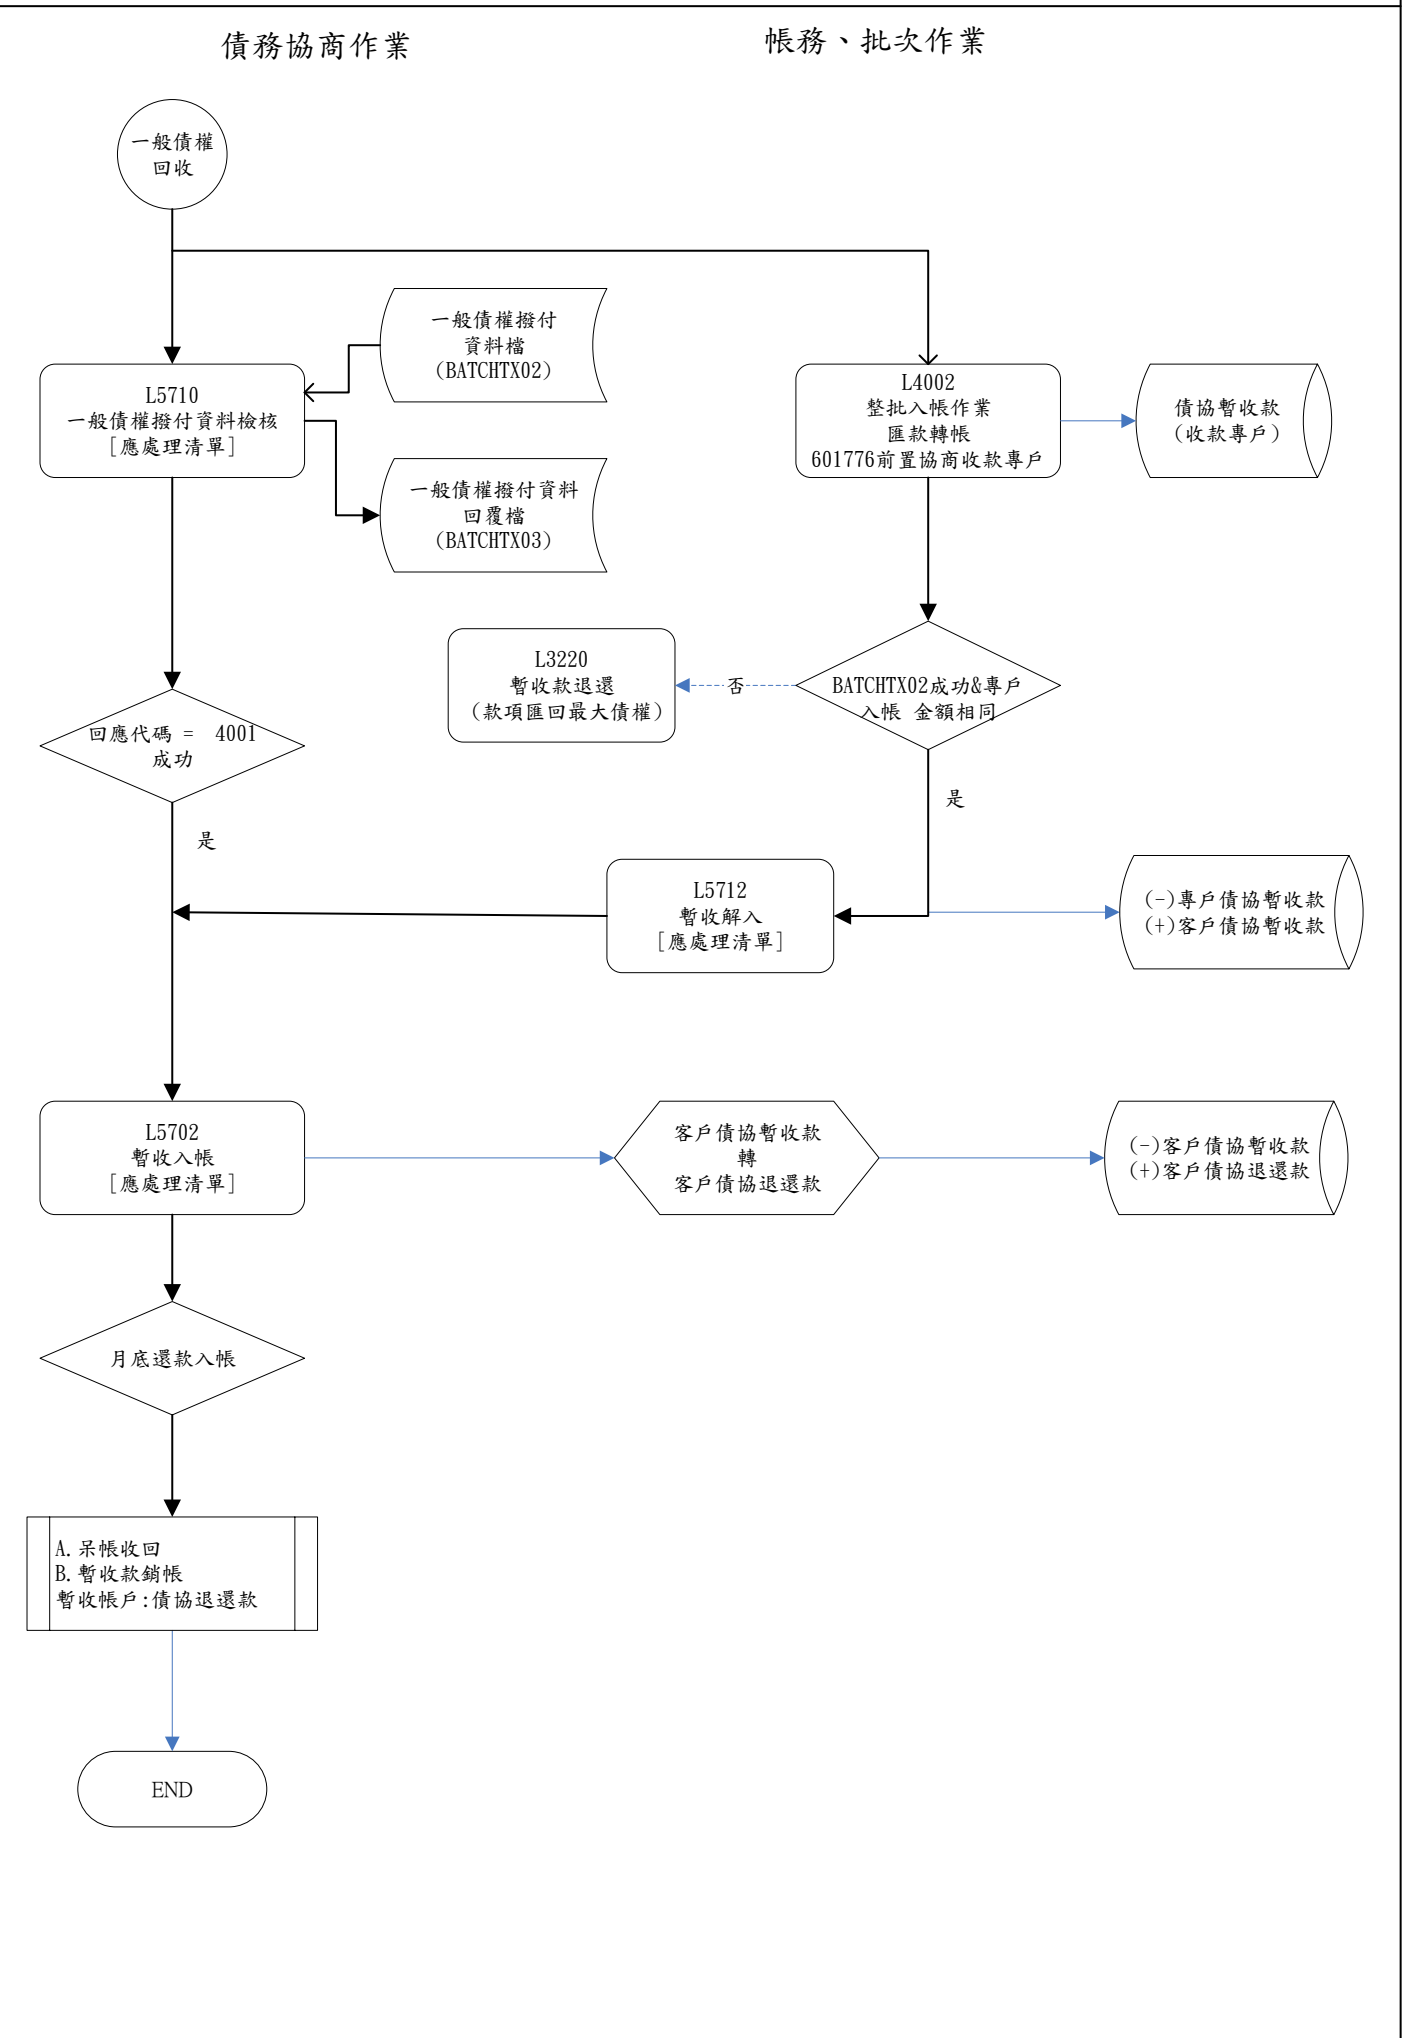 債務協商作業
帳務、批次作業
一般債權
回收
一般債權撥付
資料檔
(BATCHTX02)
L5710
一般債權撥付資料檢核
[應處理清單]
L4002
整批入帳作業
匯款轉帳
601776前置協商收款專戶
債協暫收款
(收款專戶)
一般債權撥付資料
回覆檔
(BATCHTX03)
L3220
暫收款退還
(款項匯回最大債權)
否
BATCHTX02成功&專戶
入帳 金額相同
回應代碼 = 4001
成功
是
是
L5712
暫收解入
[應處理清單]
(-)專戶債協暫收款
(+)客戶債協暫收款
L5702
暫收入帳
[應處理清單]
客戶債協暫收款
轉
客戶債協退還款
(-)客戶債協暫收款
(+)客戶債協退還款
月底還款入帳
A.呆帳收回
B.暫收款銷帳
暫收帳戶:債協退還款
END